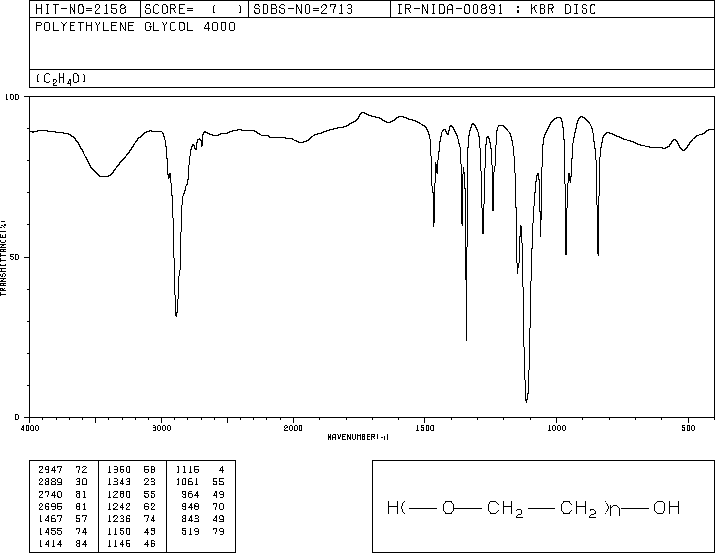 HIT-NO=2158 SCORE= ( ) SDBS-NO=2713 IR-NIDA-00891 : KBR DISC
POLYETHYLENE GLYCOL 4000
(C2H4O)
100
50
0
TRANSMITTANCE(%)
4000 3000 2000 1500 1000 500
WAVENUMBER(-1)
2947 72 1360 58 1116 4
2889 30 1343 23 1061 55
2740 81 1280 55 964 49
2695 81 1242 62 948 70
1467 57 1236 74 843 49
1455 74 1150 49 519 79
1414 84 1146 46
H(—O—CH2—CH2)n—OH